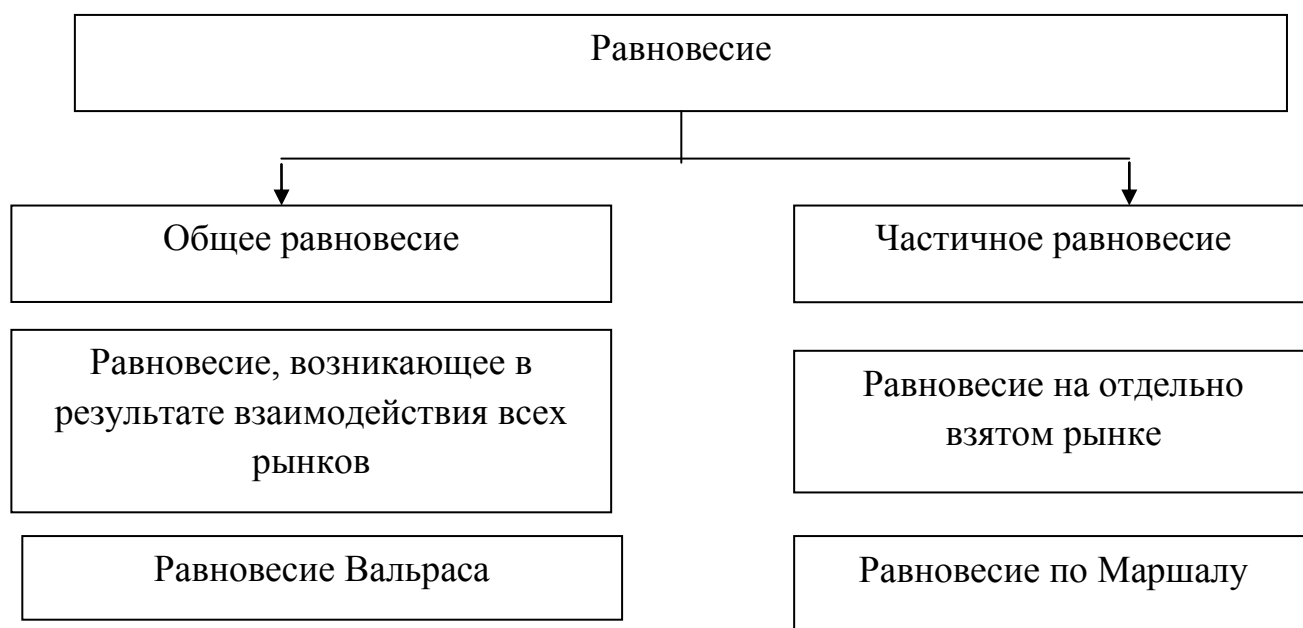 Равновесие
Общее равновесие
Частичное равновесие
Равновесие, возникающее в
результате взаимодействия всех
рынков
Равновесие на отдельно
взятом рынке
Равновесие Вальраса
Равновесие по Маршалу